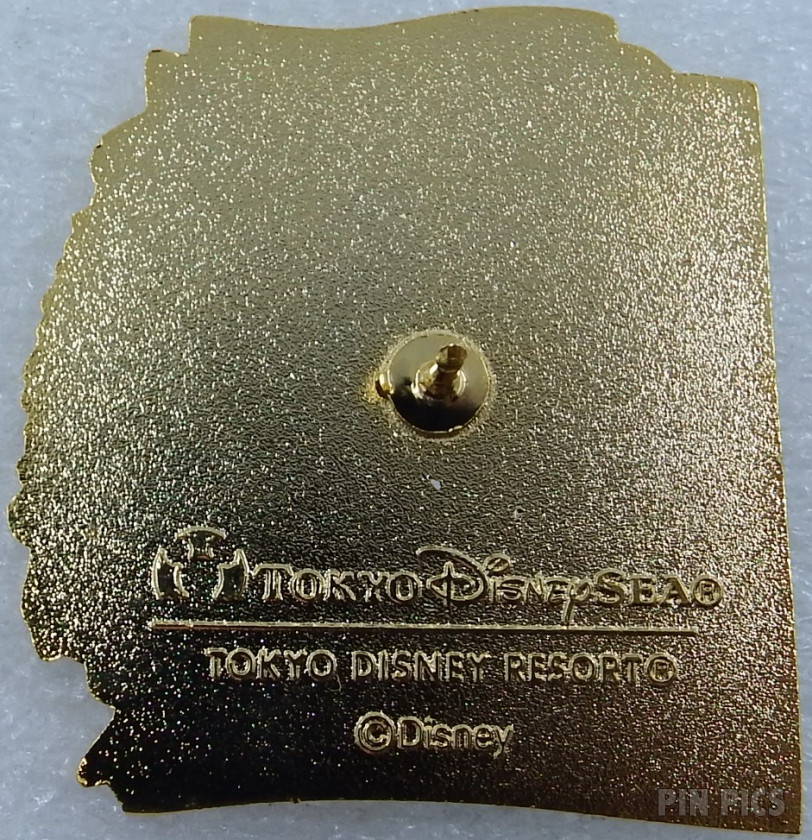 TOKYO DisneySEA®
TOKYO DISNEY RESORT®
©Disney
PIN PICS